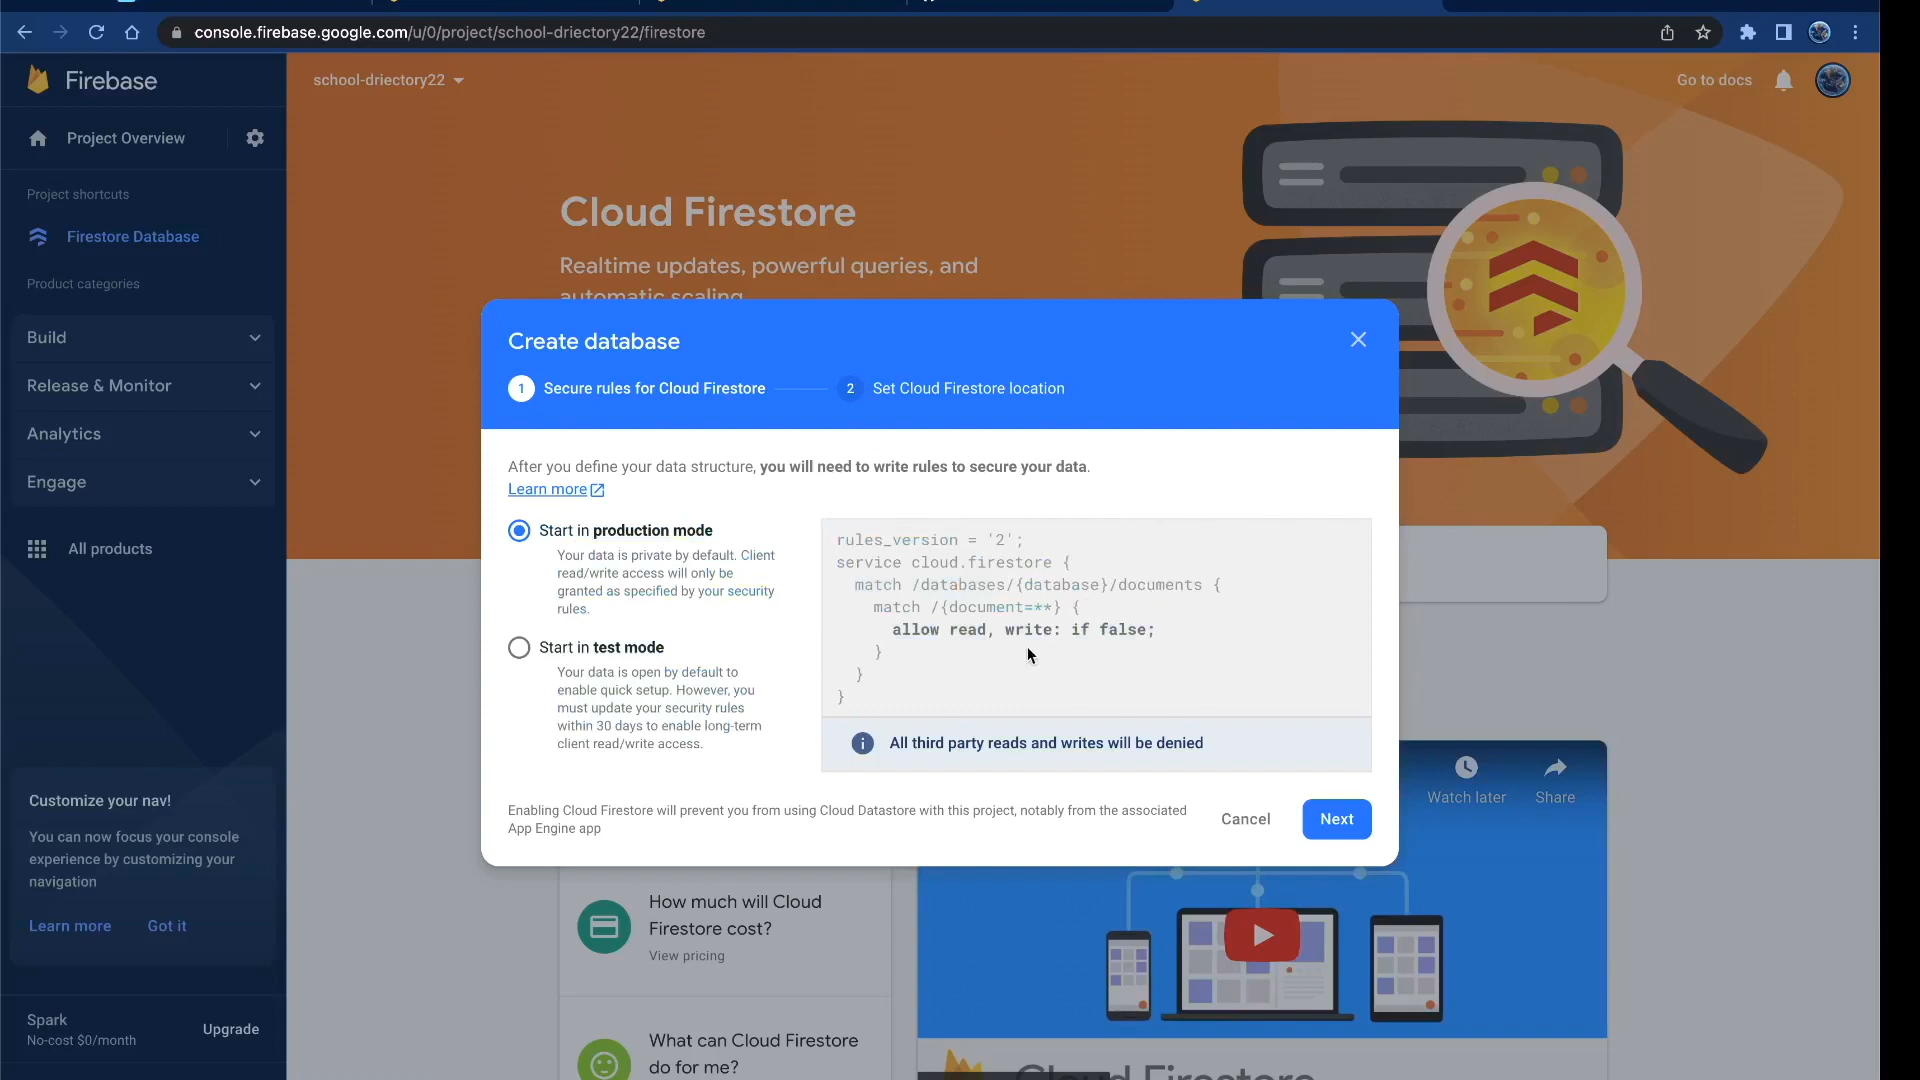 console.firebase.google.com/u/0/project/school-driectory22/firestore
Firebase
school-driectory22
Go to docs
Project Overview
Project shortcuts
Firestore Database
Product categories
Build
Release & Monitor
Analytics
Engage
All products
Customize your nav!
You can now focus your console
experience by customizing your
navigation
Learn more
Got it
Spark
No-cost $0/month
Upgrade
Cloud Firestore
Realtime updates, powerful queries, and
automatic scaling
Create database
1 Secure rules for Cloud Firestore
2 Set Cloud Firestore location
After you define your data structure, you will need to write rules to secure your data.
Learn more
Start in production mode
Your data is private by default. Client
read/write access will only be
granted as specified by your security
rules.
Start in test mode
Your data is open by default to
enable quick setup. However, you
must update your security rules
within 30 days to enable long-term
client read/write access.
rules_version = '2';
service cloud.firestore {
match /databases/{database}/documents {
match /{document=**} {
allow read, write: if false;
}
}
}
All third party reads and writes will be denied
Enabling Cloud Firestore will prevent you from using Cloud Datastore with this project, notably from the associated
App Engine app
Cancel
Next
Watch later
Share
How much will Cloud
Firestore cost?
View pricing
What can Cloud Firestore
do for me?
Cloud Firestore